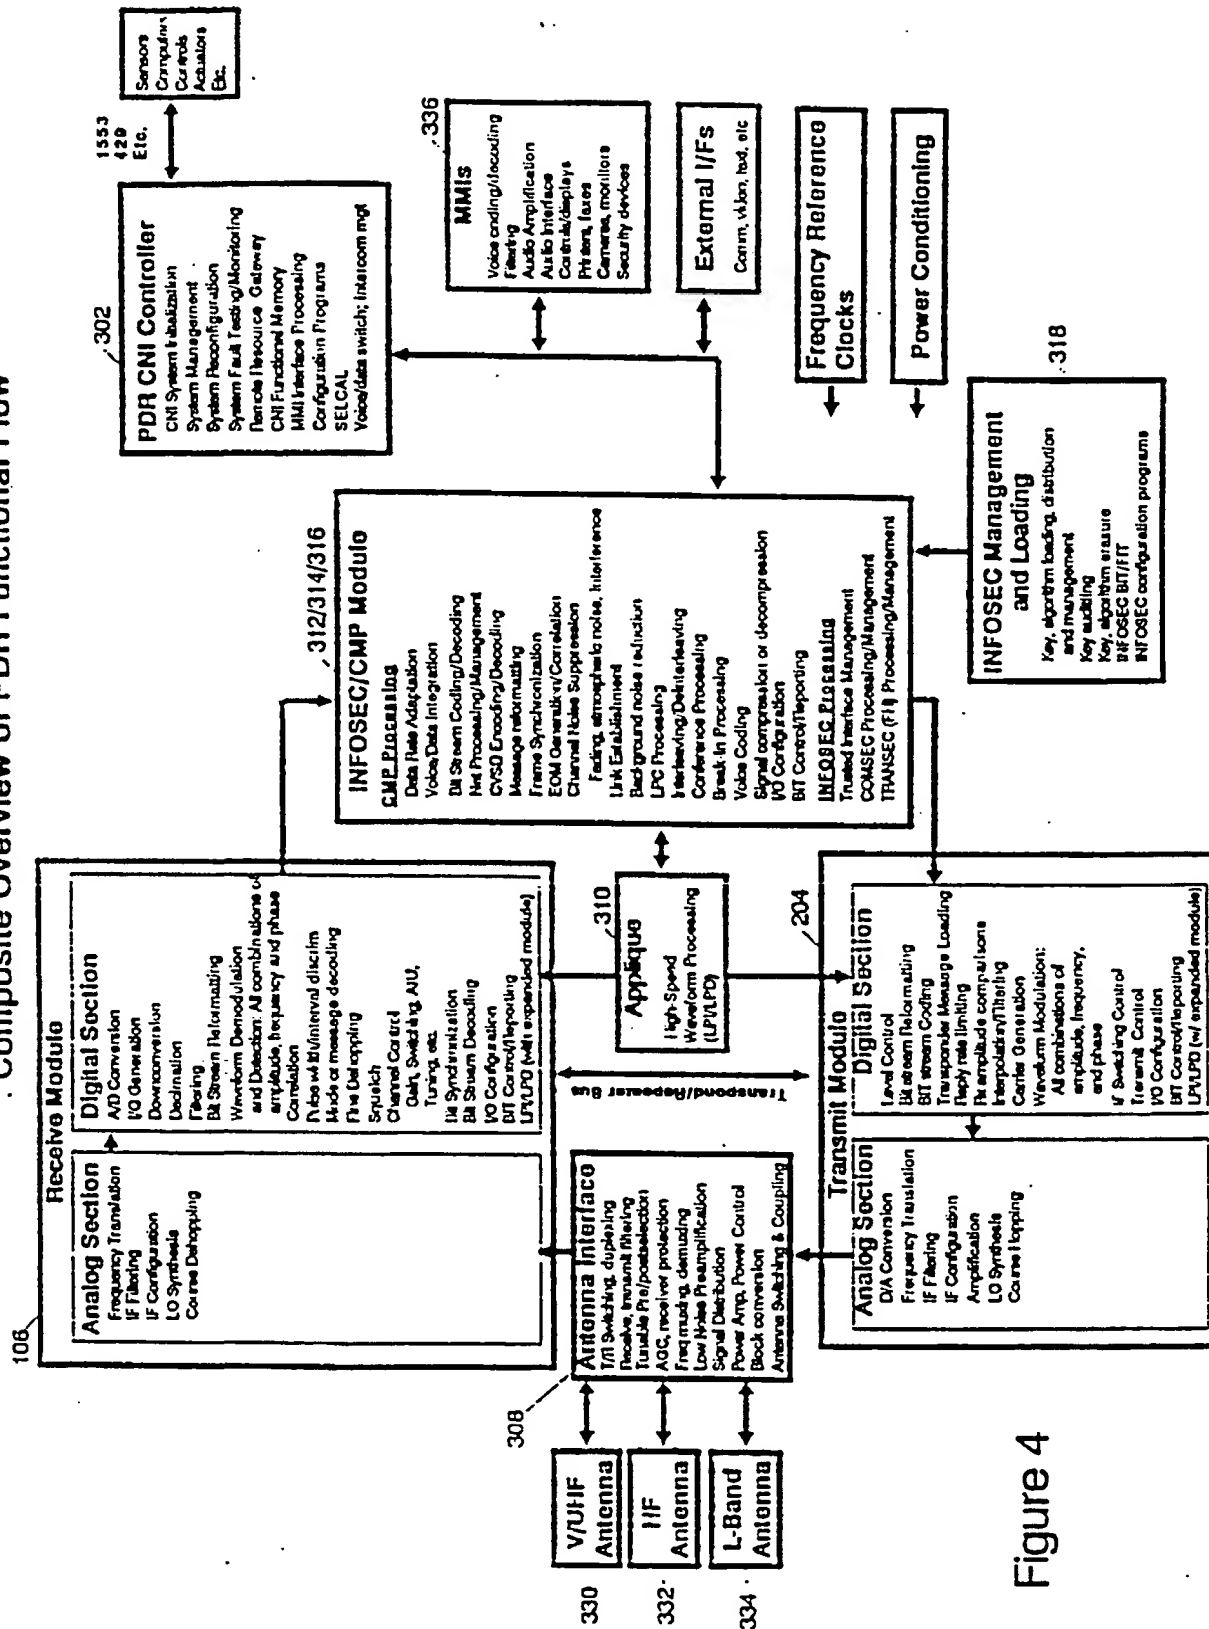 Composite Overview of PDR Functional Flow
106
Receive Module
Analog Section
Frequency Translation
IF Filtering
IF Configuration
LO Synthesis
Course Dehopping
Digital Section
A/D Conversion
I/Q Generation
Downconversion
Decimation
Filtering
Bit Stream Reformatting
Waveform Demodulation
and Detection: All combinations of
amplitude, frequency and phase
Correlation
Pulse width/interval discrim
Mode or message decoding
Fine Dehopping
Squelch
Channel Control
Gain, Switching, AIU,
Tuning, etc.
Bit Synchronization
Bit Stream Decoding
I/O Configuration
BIT Control/Reporting
LPI/LPD (with expanded module)
308
Antenna Interface
T/R Switching, duplexing
Receive, transmit filtering
Tunable Pre/postselection
AGC, receiver protection
Freq muxing, demuxing
Low Noise Preamplification
Signal Distribution
Power Amp, Power Control
Block conversion
Antenna Switching & Coupling
V/UHF
Antenna
330
HF
Antenna
332
L-Band
Antenna
334
Transpond/Repeater Bus
310
Applique
High-Speed
Waveform Processing
(LPI/LPD)
204
Transmit Module
Analog Section
D/A Conversion
Frequency Translation
IF Filtering
IF Configuration
Amplification
LO Synthesis
Course Hopping
Digital Section
Level Control
Bit stream Reformatting
BIT stream Coding
Transponder Message Loading
Reply rate limiting
Rx amplitude comparisons
Interpolation/Filtering
Carrier Generation
Waveform Modulation:
All combinations of
amplitude, frequency,
and phase
IF Switching Control
Transmit Control
I/O Configuration
BIT Control/Reporting
LPI/LPD (w/ expanded module)
312/314/316
INFOSEC/CMP Module
CMP Processing
Data Rate Adaptation
Voice/Data Integration
Bit Stream Coding/Decoding
Net Processing/Management
CVSD Encoding/Decoding
Message reformatting
Frame Synchronization
EOM Generation/Correlation
Channel Noise Suppression
Fading, atmospheric noise, Interference
Link Establishment
Background noise reduction
LPC Processing
Interleaving/Deinterleaving
Conference Processing
Break-In Processing
Voice Coding
Signal compression or decompression
I/O Configuration
BIT Control/Reporting
INFOSEC Processing
Trusted Interface Management
COMSEC Processing/Management
TRANSEC (FH) Processing/Management
302
PDR CNI Controller
CNI System Initialization
System Management
System Reconfiguration
System Fault Testing/Monitoring
Remote Resource Gateway
CNI Functional Memory
MMI Interface Processing
Configuration Programs
SELCAL
Voice/data switch; Intercom mgt
1553
429
Etc.
Sensors
Computers
Controls
Actuators
Etc.
336
MMIs
Voice coding/decoding
Filtering
Audio Amplification
Audio Interface
Controls/displays
Printers, faxes
Cameras, monitors
Security devices
External I/Fs
Comm, video, text, etc
Frequency Reference
Clocks
Power Conditioning
318
INFOSEC Management
and Loading
Key, algorithm loading, distribution
and management
Key auditing
Key, algorithm erasure
INFOSEC BIT/FIT
INFOSEC configuration programs
Figure 4